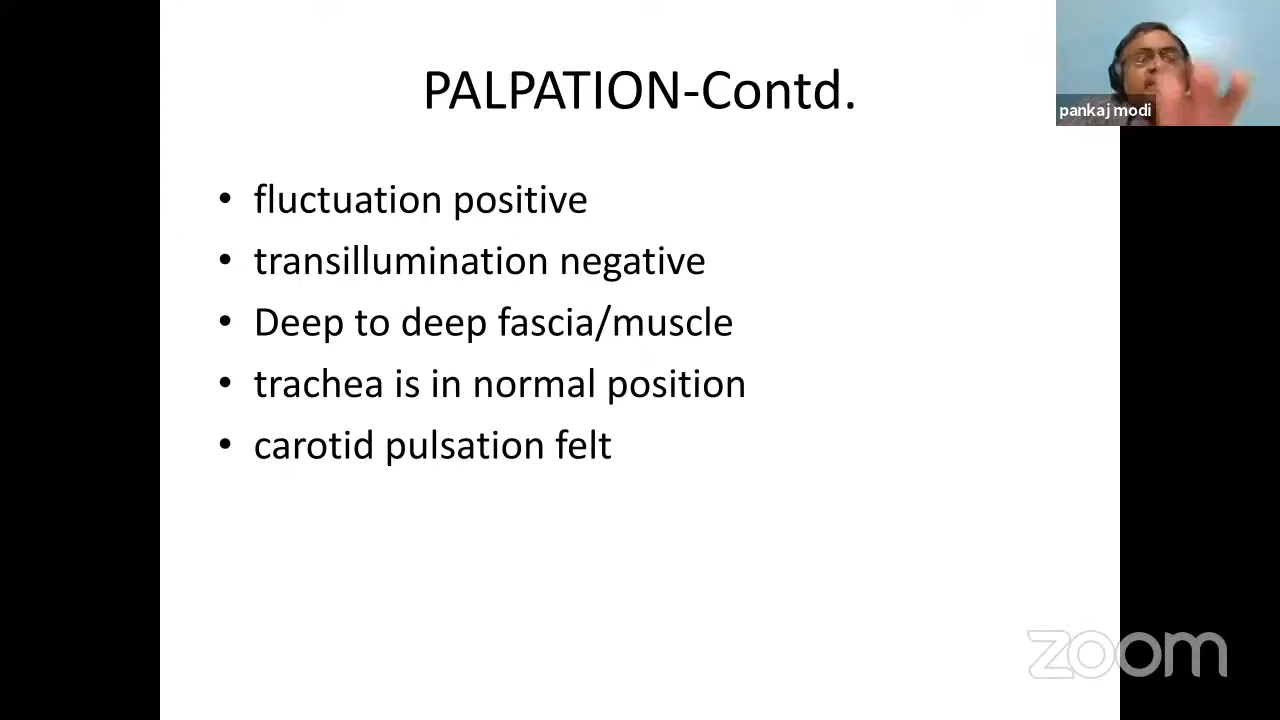 PALPATION-Contd.
pankaj modi
• fluctuation positive
• transillumination negative
• Deep to deep fascia/muscle
• trachea is in normal position
• carotid pulsation felt
zoom